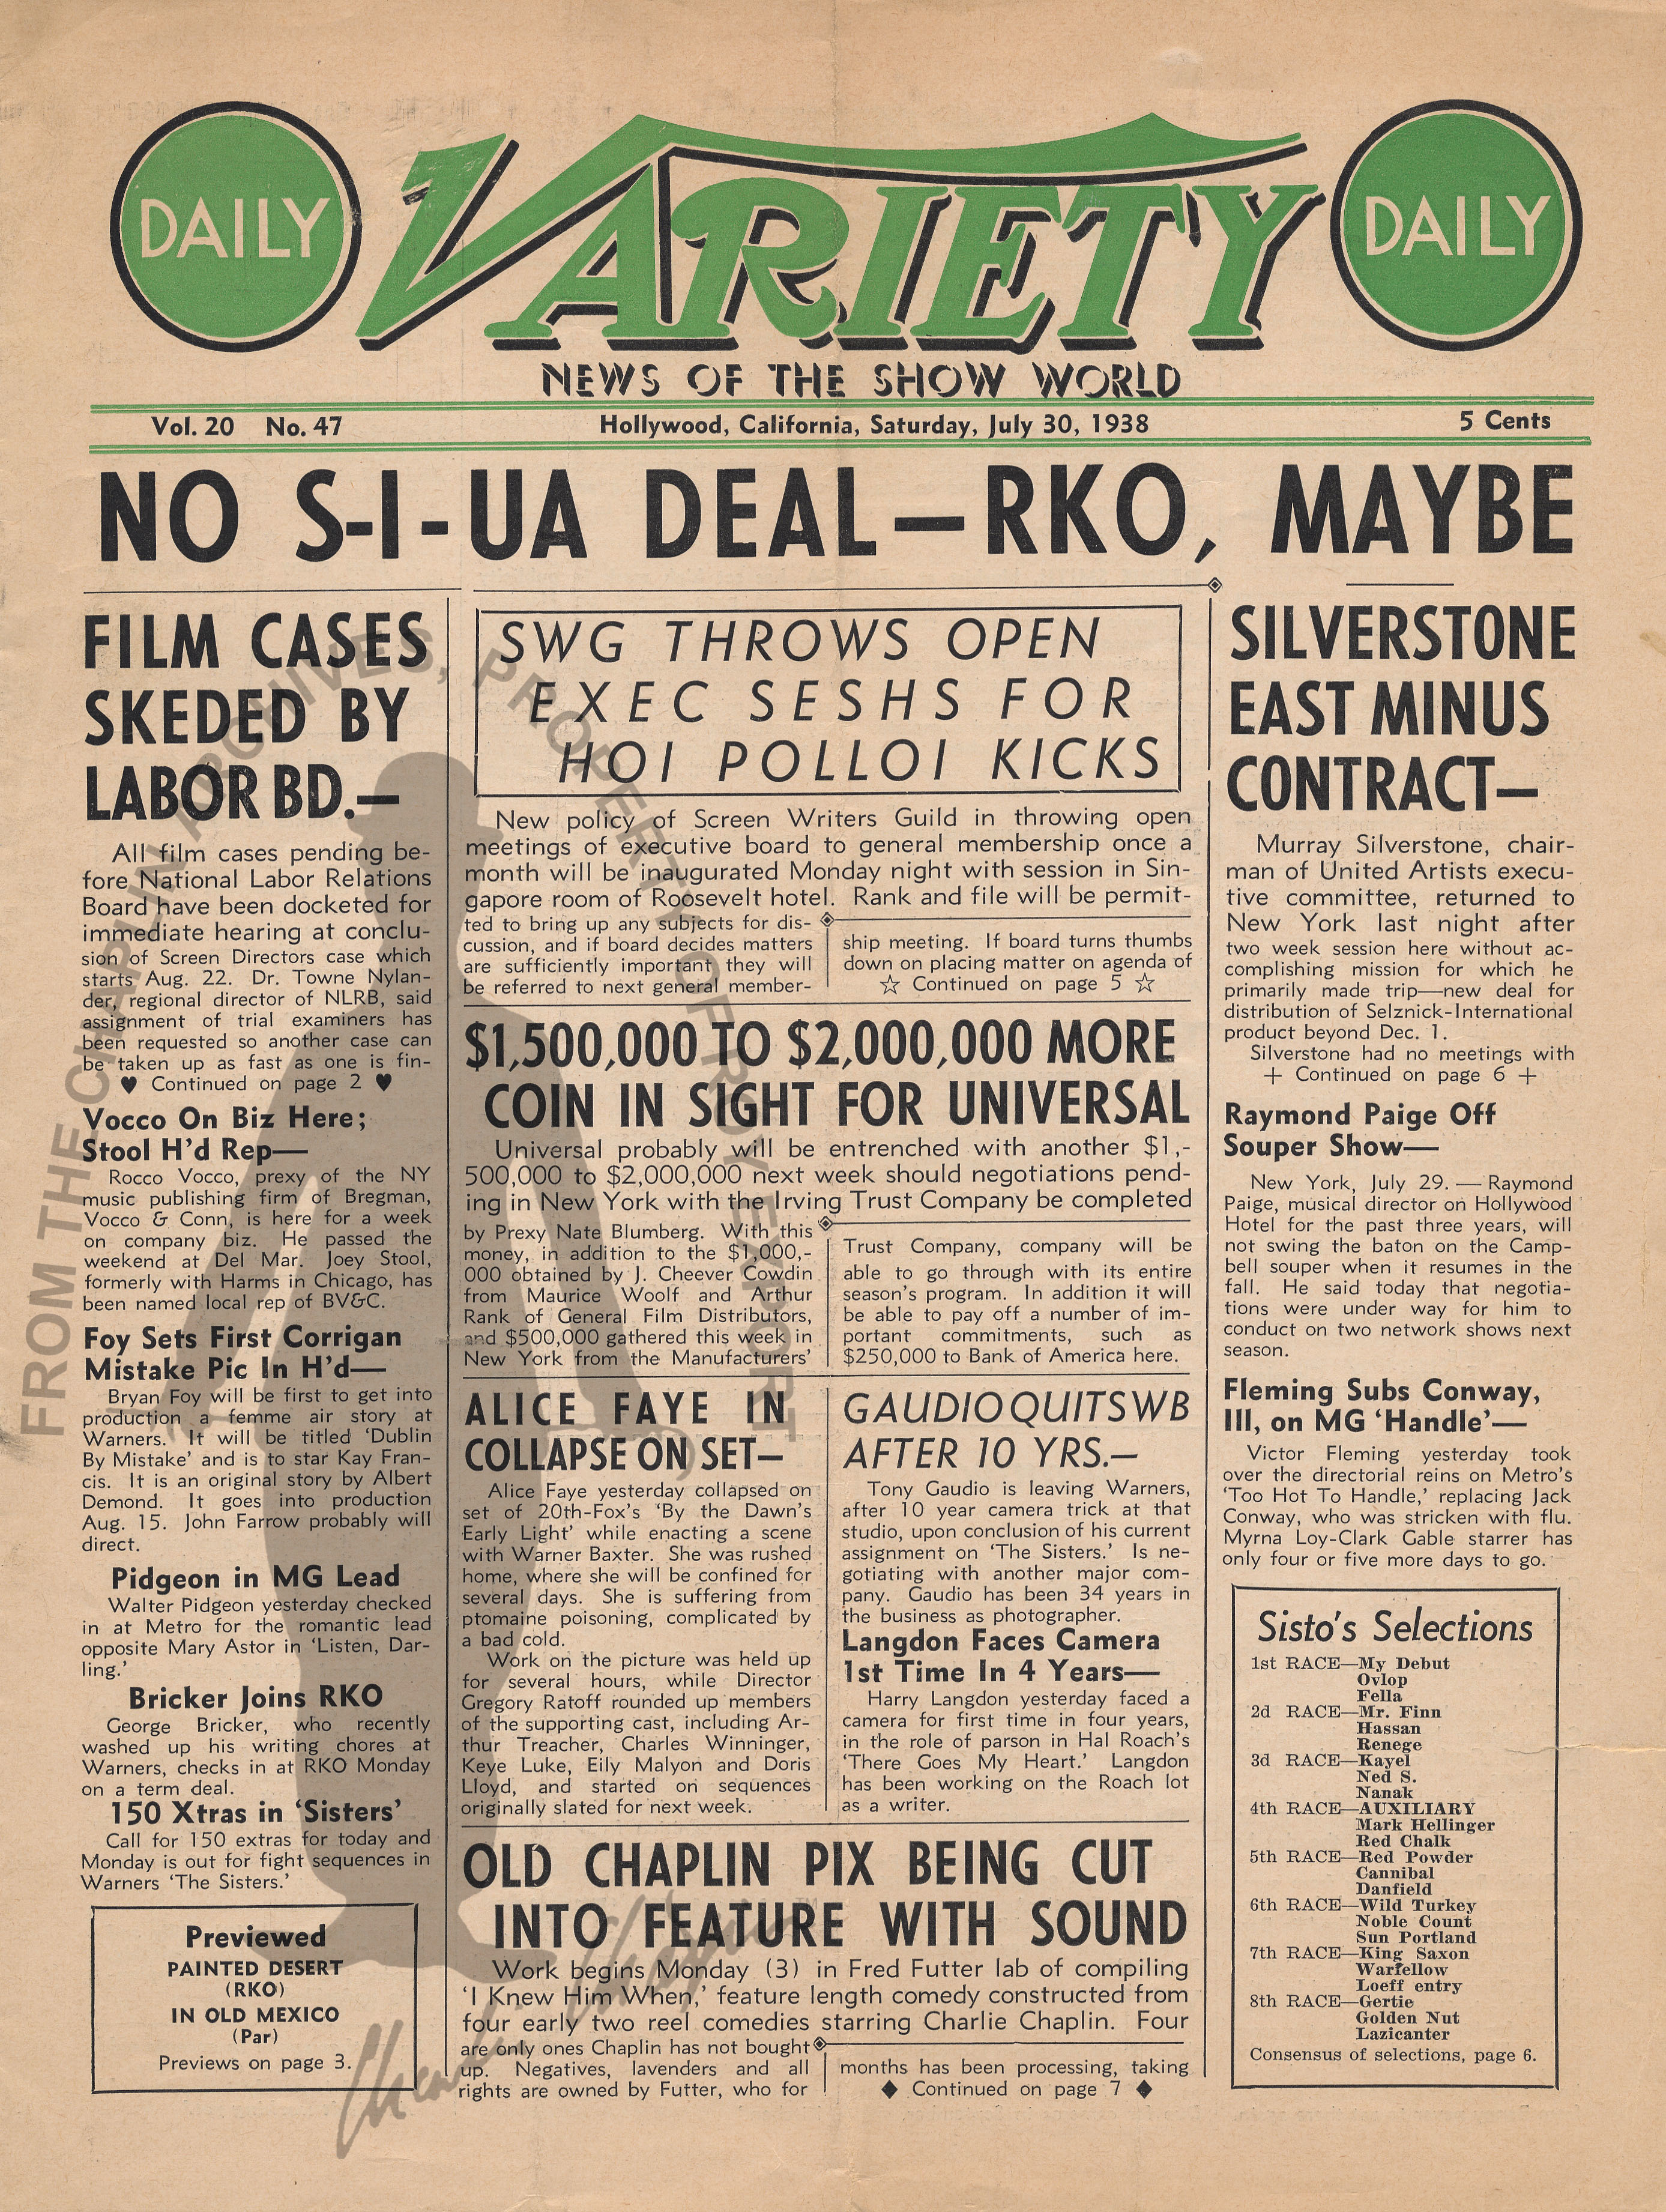 DAILY
VARIETY
DAILY
NEWS OF THE SHOW WORLD
Vol. 20 No. 47
Hollywood, California, Saturday, July 30, 1938
5 Cents
NO S-I-UA DEAL—RKO, MAYBE
FILM CASES
SKEDED BY
LABOR BD.—
All film cases pending be-
fore National Labor Relations
Board have been docketed for
immediate hearing at conclu-
sion of Screen Directors case which
starts Aug. 22. Dr. Towne Nylan-
der, regional director of NLRB, said
assignment of trial examiners has
been requested so another case can
be taken up as fast as one is fin-
♥ Continued on page 2 ♥
Vocco On Biz Here;
Stool H'd Rep—
Rocco Vocco, prexy of the NY
music publishing firm of Bregman,
Vocco & Conn, is here for a week
on company biz. He passed the
weekend at Del Mar. Joey Stool,
formerly with Harms in Chicago, has
been named local rep of BV&C.
Foy Sets First Corrigan
Mistake Pic In H'd—
Bryan Foy will be first to get into
production a femme air story at
Warners. It will be titled 'Dublin
By Mistake' and is to star Kay Fran-
cis. It is an original story by Albert
Demond. It goes into production
Aug. 15. John Farrow probably will
direct.
Pidgeon in MG Lead
Walter Pidgeon yesterday checked
in at Metro for the romantic lead
opposite Mary Astor in 'Listen, Dar-
ling.'
Bricker Joins RKO
George Bricker, who recently
washed up his writing chores at
Warners, checks in at RKO Monday
on a term deal.
150 Xtras in 'Sisters'
Call for 150 extras for today and
Monday is out for fight sequences in
Warners 'The Sisters.'
Previewed
PAINTED DESERT
(RKO)
IN OLD MEXICO
(Par)
Previews on page 3.
SWG THROWS OPEN
EXEC SESHS FOR
HOI POLLOI KICKS
New policy of Screen Writers Guild in throwing open
meetings of executive board to general membership once a
month will be inaugurated Monday night with session in Sin-
gapore room of Roosevelt hotel. Rank and file will be permit-
ted to bring up any subjects for dis-
cussion, and if board decides matters
are sufficiently important they will
be referred to next general member-
ship meeting. If board turns thumbs
down on placing matter on agenda of
☆ Continued on page 5 ☆
$1,500,000 TO $2,000,000 MORE
COIN IN SIGHT FOR UNIVERSAL
Universal probably will be entrenched with another $1,-
500,000 to $2,000,000 next week should negotiations pend-
ing in New York with the Irving Trust Company be completed
by Prexy Nate Blumberg. With this
money, in addition to the $1,000,-
000 obtained by J. Cheever Cowdin
from Maurice Woolf and Arthur
Rank of General Film Distributors,
and $500,000 gathered this week in
New York from the Manufacturers'
Trust Company, company will be
able to go through with its entire
season's program. In addition it will
be able to pay off a number of im-
portant commitments, such as
$250,000 to Bank of America here.
ALICE FAYE IN
COLLAPSE ON SET—
Alice Faye yesterday collapsed on
set of 20th-Fox's 'By the Dawn's
Early Light' while enacting a scene
with Warner Baxter. She was rushed
home, where she will be confined for
several days. She is suffering from
ptomaine poisoning, complicated by
a bad cold.
Work on the picture was held up
for several hours, while Director
Gregory Ratoff rounded up members
of the supporting cast, including Ar-
thur Treacher, Charles Winninger,
Keye Luke, Eily Malyon and Doris
Lloyd, and started on sequences
originally slated for next week.
GAUDIO QUITS WB
AFTER 10 YRS.—
Tony Gaudio is leaving Warners,
after 10 year camera trick at that
studio, upon conclusion of his current
assignment on 'The Sisters.' Is ne-
gotiating with another major com-
pany. Gaudio has been 34 years in
the business as photographer.
Langdon Faces Camera
1st Time In 4 Years—
Harry Langdon yesterday faced a
camera for first time in four years,
in the role of parson in Hal Roach's
'There Goes My Heart.' Langdon
has been working on the Roach lot
as a writer.
OLD CHAPLIN PIX BEING CUT
INTO FEATURE WITH SOUND
Work begins Monday (3) in Fred Futter lab of compiling
'I Knew Him When,' feature length comedy constructed from
four early two reel comedies starring Charlie Chaplin. Four
are only ones Chaplin has not bought
up. Negatives, lavenders and all
rights are owned by Futter, who for
months has been processing, taking
♦ Continued on page 7 ♦
SILVERSTONE
EAST MINUS
CONTRACT—
Murray Silverstone, chair-
man of United Artists execu-
tive committee, returned to
New York last night after
two week session here without ac-
complishing mission for which he
primarily made trip—new deal for
distribution of Selznick-International
product beyond Dec. 1.
Silverstone had no meetings with
+ Continued on page 6 +
Raymond Paige Off
Souper Show—
New York, July 29. — Raymond
Paige, musical director on Hollywood
Hotel for the past three years, will
not swing the baton on the Camp-
bell souper when it resumes in the
fall. He said today that negotia-
tions were under way for him to
conduct on two network shows next
season.
Fleming Subs Conway,
Ill, on MG 'Handle'—
Victor Fleming yesterday took
over the directorial reins on Metro's
'Too Hot To Handle,' replacing Jack
Conway, who was stricken with flu.
Myrna Loy-Clark Gable starrer has
only four or five more days to go.
Sisto's Selections
1st RACE—My Debut
Ovlop
Fella
2d RACE—Mr. Finn
Hassan
Renege
3d RACE—Kayel
Ned S.
Nanak
4th RACE—AUXILIARY
Mark Hellinger
Red Chalk
5th RACE—Red Powder
Cannibal
Danfield
6th RACE—Wild Turkey
Noble Count
Sun Portland
7th RACE—King Saxon
Warfellow
Loeff entry
8th RACE—Gertie
Golden Nut
Lazicanter
Consensus of selections, page 6.
FROM THE CHAPLIN ARCHIVES, PROPERTY OF ROY EXPORT
Charlie Chaplin™